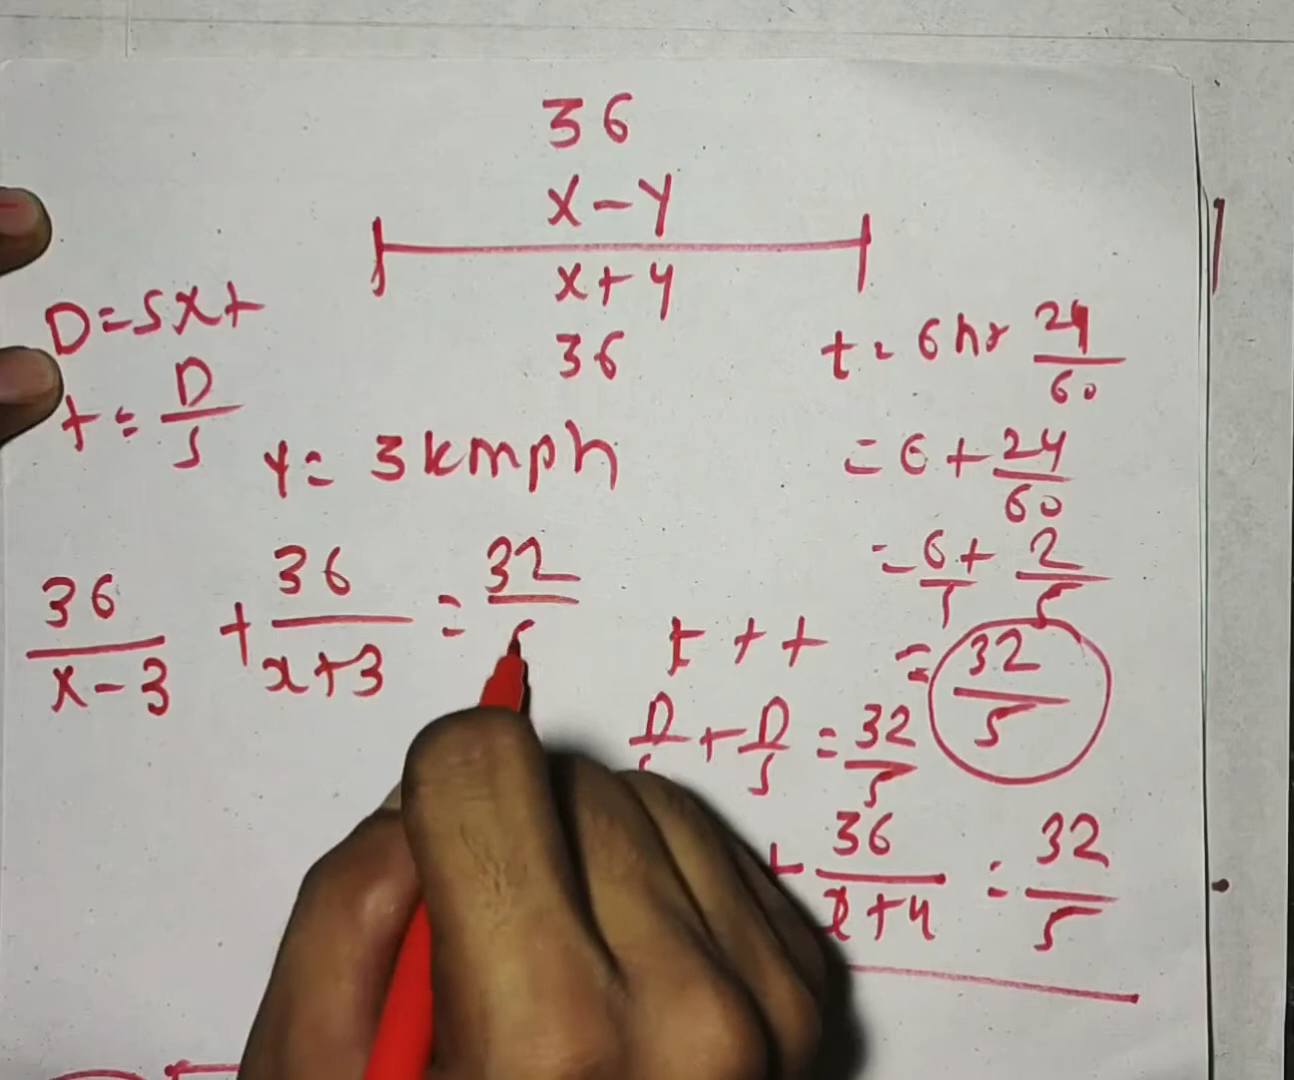 36
x-y
x+y
36
D=S×t
t=D/S
y= 3kmph
36/(x-3) + 36/(x+3) = 32/5
t= 6hr 24/60
= 6+24/60
=6/1+2/5
=32/5
t + t
D/S+D/S=32/5
+ 36/(x+y) = 32/5